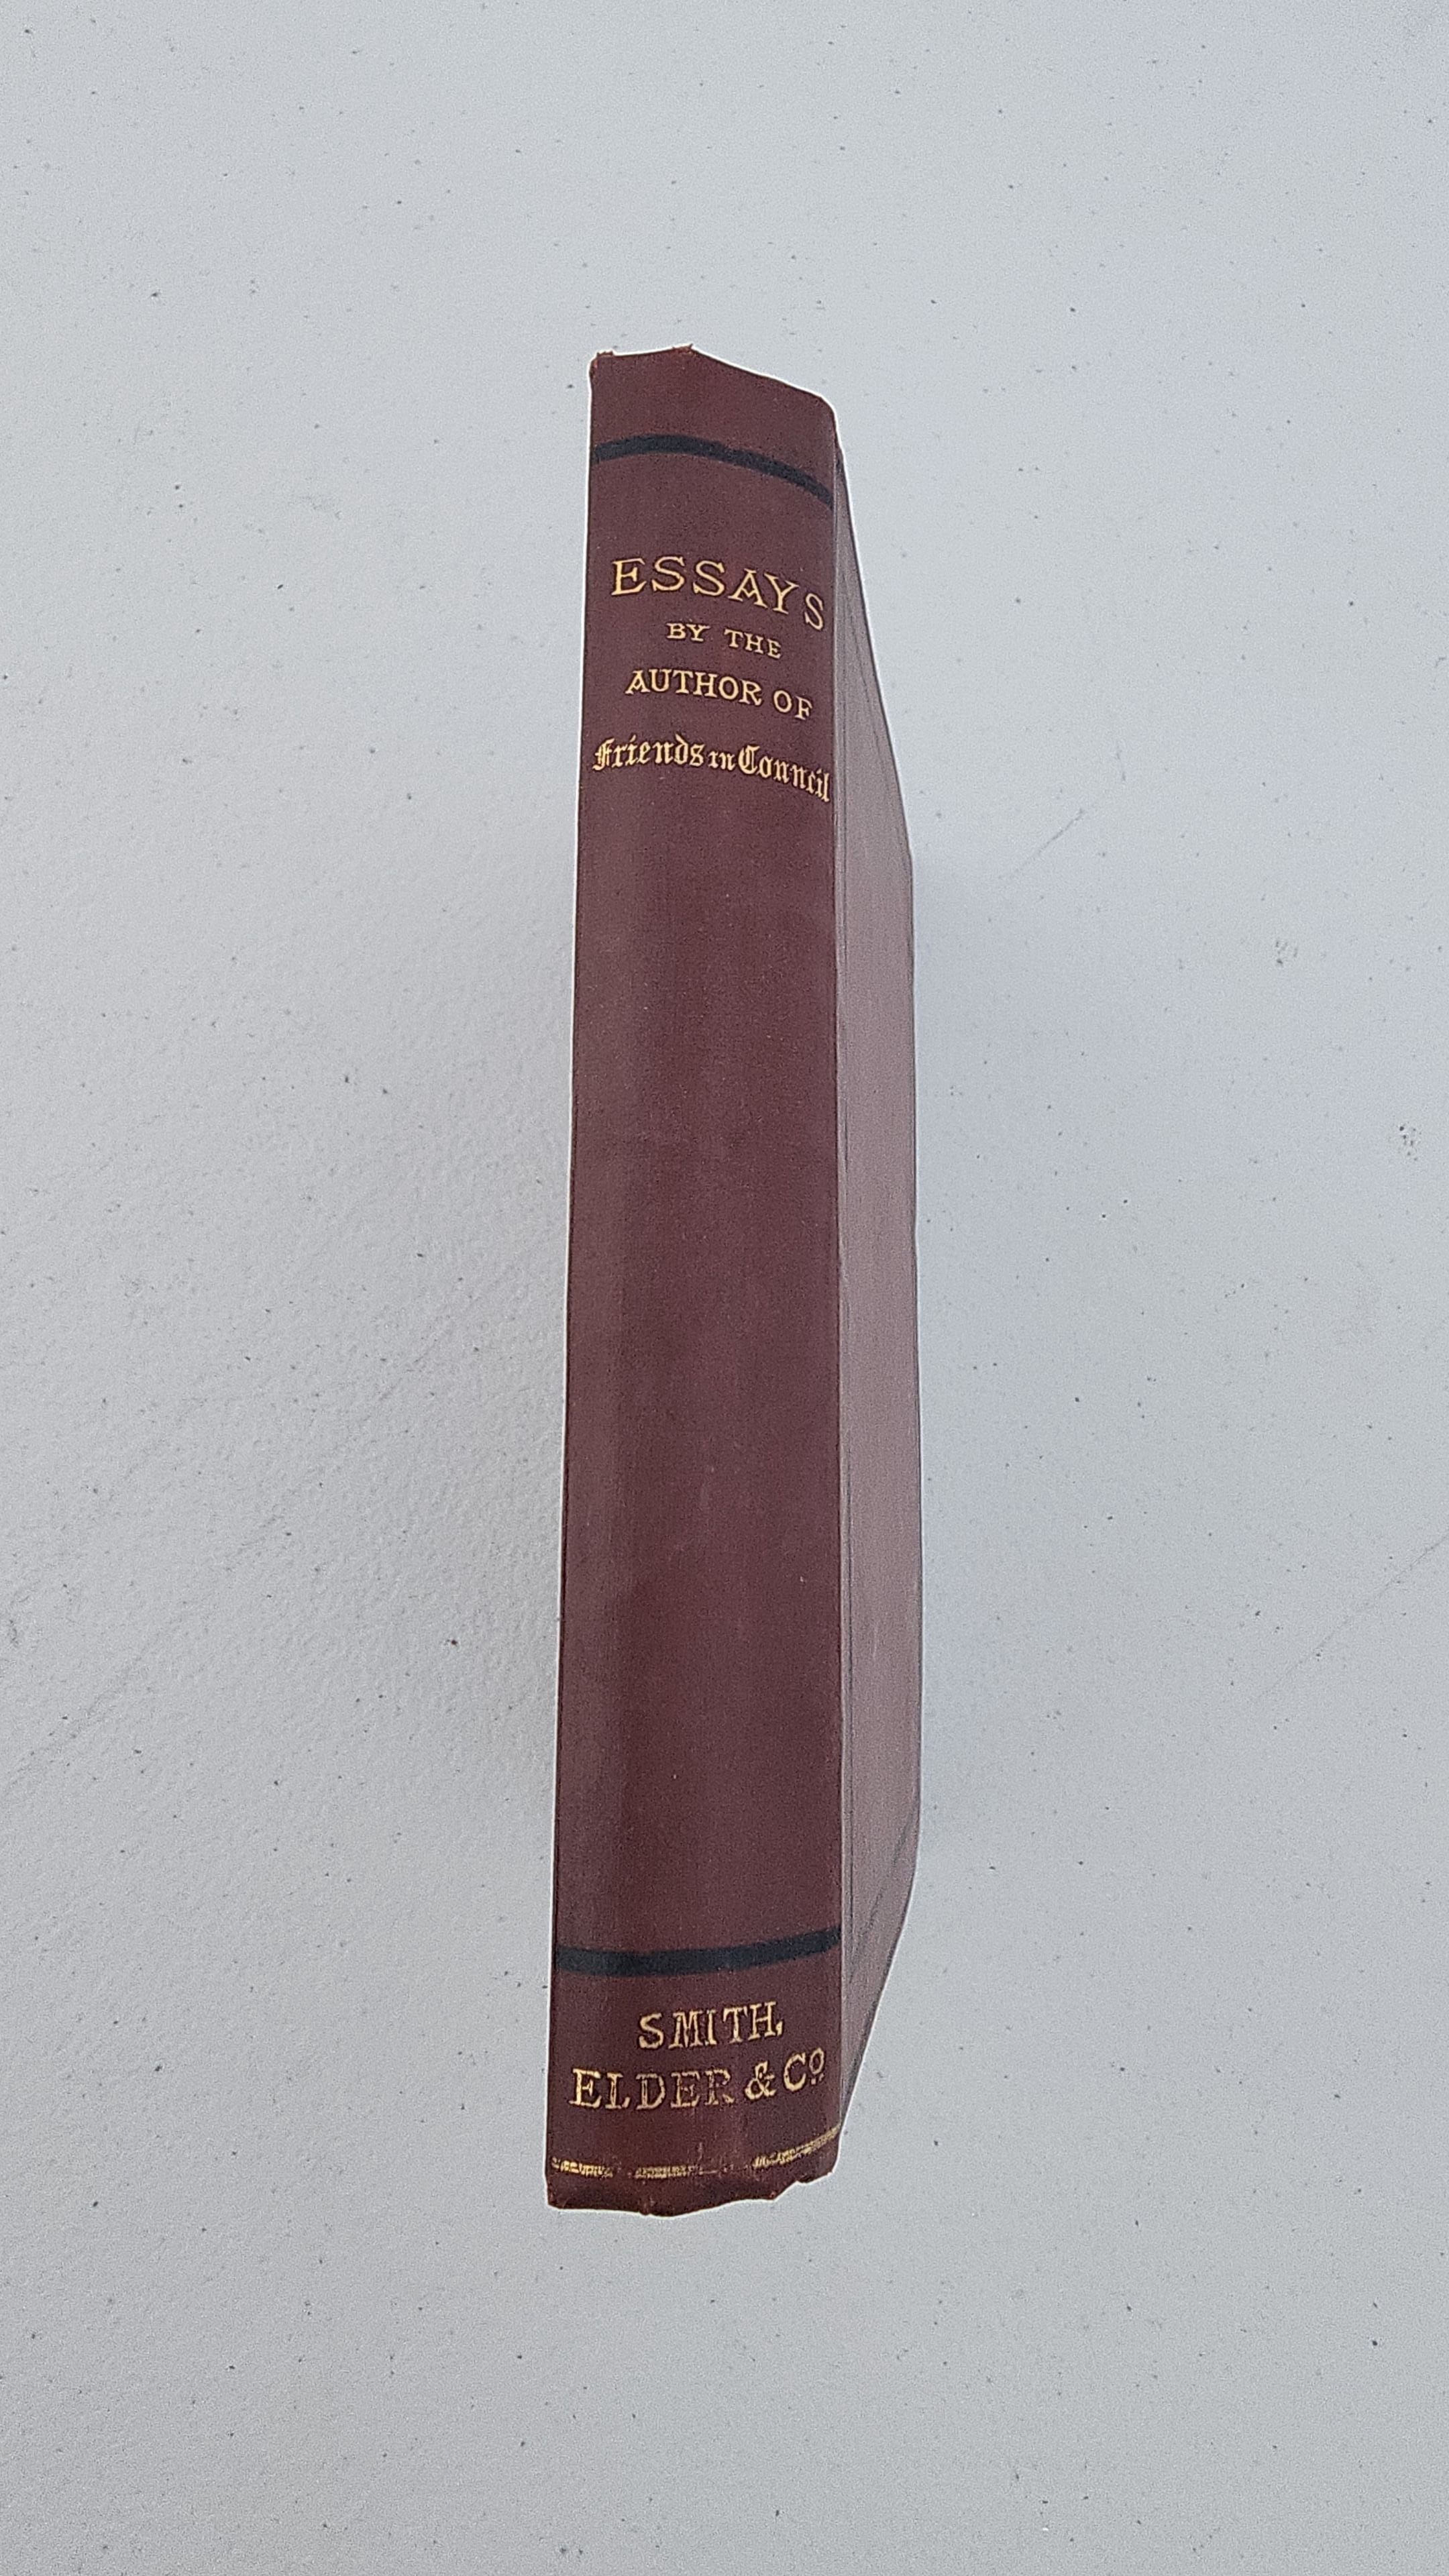 ESSAYS
BY THE
AUTHOR OF
Friends in Council
SMITH,
ELDER & Co.